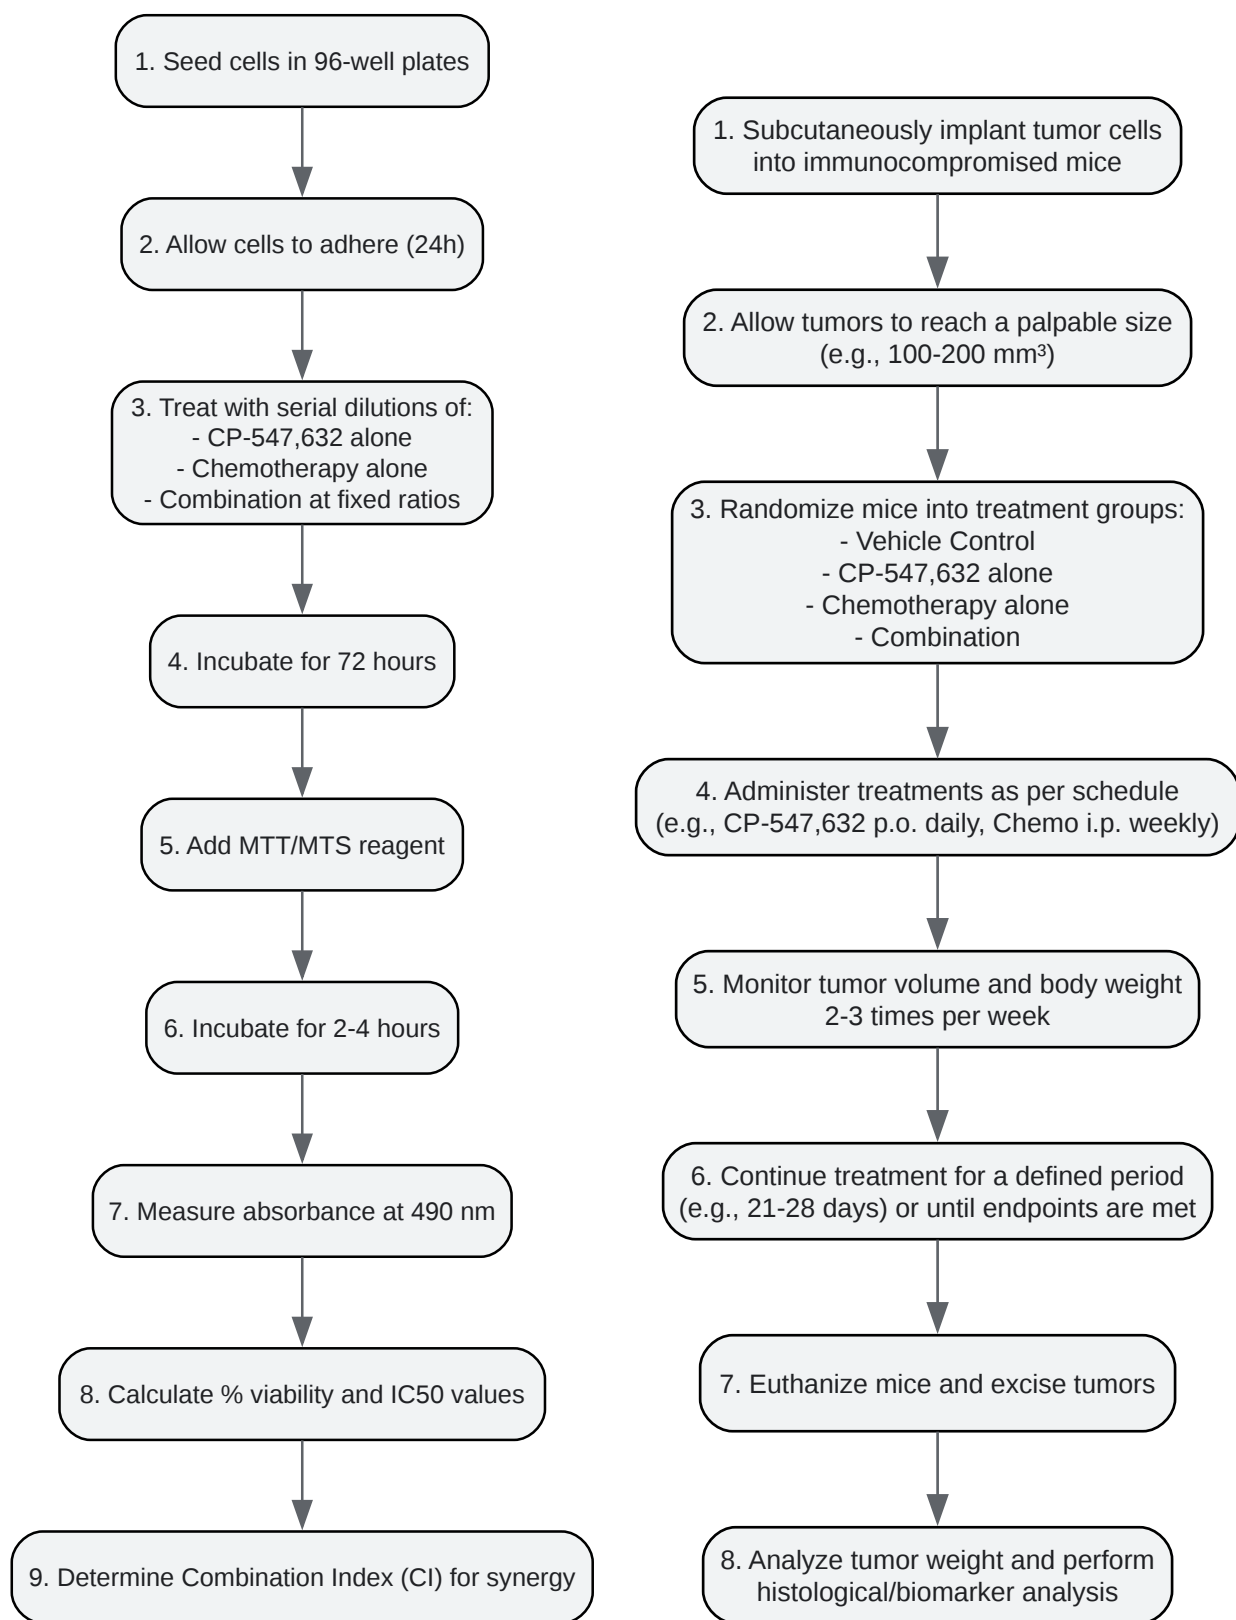 1. Seed cells in 96-well plates
2. Allow cells to adhere (24h)
3. Treat with serial dilutions of:
- CP-547,632 alone
- Chemotherapy alone
- Combination at fixed ratios
4. Incubate for 72 hours
5. Add MTT/MTS reagent
6. Incubate for 2-4 hours
7. Measure absorbance at 490 nm
8. Calculate % viability and IC50 values
9. Determine Combination Index (CI) for synergy
1. Subcutaneously implant tumor cells
into immunocompromised mice
2. Allow tumors to reach a palpable size
(e.g., 100-200 mm³)
3. Randomize mice into treatment groups:
- Vehicle Control
- CP-547,632 alone
- Chemotherapy alone
- Combination
4. Administer treatments as per schedule
(e.g., CP-547,632 p.o. daily, Chemo i.p. weekly)
5. Monitor tumor volume and body weight
2-3 times per week
6. Continue treatment for a defined period
(e.g., 21-28 days) or until endpoints are met
7. Euthanize mice and excise tumors
8. Analyze tumor weight and perform
histological/biomarker analysis